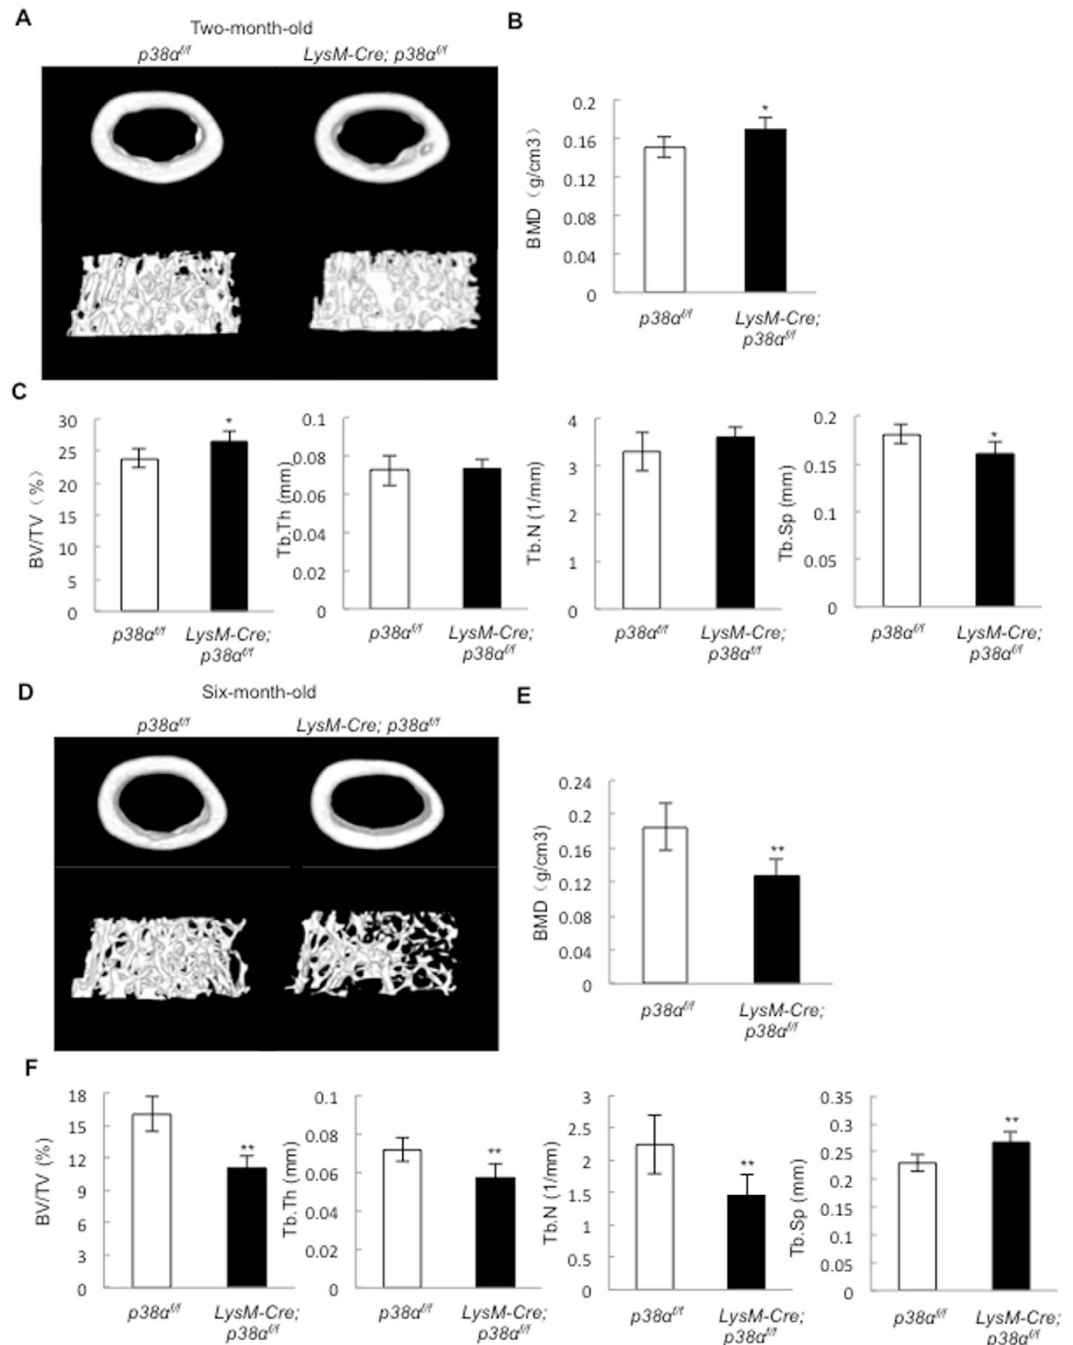 A
Two-month-old
p38α^f/f LysM-Cre; p38α^f/f
B
BMD（g/cm3）
0.2
0.16
0.12
0.08
0.04
0
*
p38α^f/f LysM-Cre;
p38α^f/f
C
BV/TV（%）
30
25
20
15
10
5
0
*
p38α^f/f LysM-Cre;
p38α^f/f
Tb.Th (mm)
0.1
0.08
0.06
0.04
0.02
0
p38α^f/f LysM-Cre;
p38α^f/f
Tb.N (1/mm)
4
3
2
1
0
p38α^f/f LysM-Cre;
p38α^f/f
Tb.Sp (mm)
0.2
0.15
0.1
0.05
0
*
p38α^f/f LysM-Cre;
p38α^f/f
D
Six-month-old
p38α^f/f LysM-Cre; p38α^f/f
E
BMD（g/cm3)
0.24
0.2
0.16
0.12
0.08
0.04
0
**
p38α^f/f LysM-Cre;
p38α^f/f
F
BV/TV (%)
18
15
12
9
6
3
0
**
p38α^f/f LysM-Cre;
p38α^f/f
Tb.Th (mm)
0.1
0.08
0.06
0.04
0.02
0
**
p38α^f/f LysM-Cre;
p38α^f/f
Tb.N (1/mm)
3
2.5
2
1.5
1
0.5
0
**
p38α^f/f LysM-Cre;
p38α^f/f
Tb.Sp (mm)
0.35
0.3
0.25
0.2
0.15
0.1
0.05
0
**
p38α^f/f LysM-Cre;
p38α^f/f